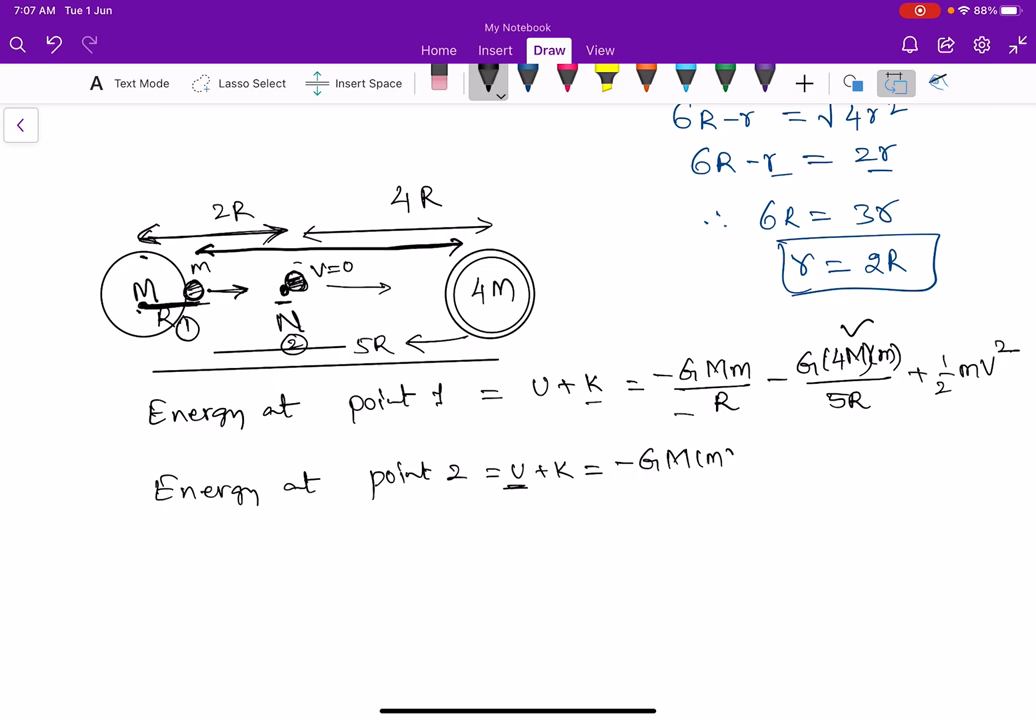 7:07 AM Tue 1 Jun
88%
My Notebook
Home Insert Draw View
A Text Mode Lasso Select Insert Space
6R-r = √4r²
6R-r = 2r
∴ 6R = 3r
r = 2R
2R 4R
m V=0
M 4M
R ① N
② 5R
Energy at point 1 = U + K = -GMm/R - G(4M)(m)/5R + 1/2 mV²
Energy at point 2 = U + K = -GM(m)